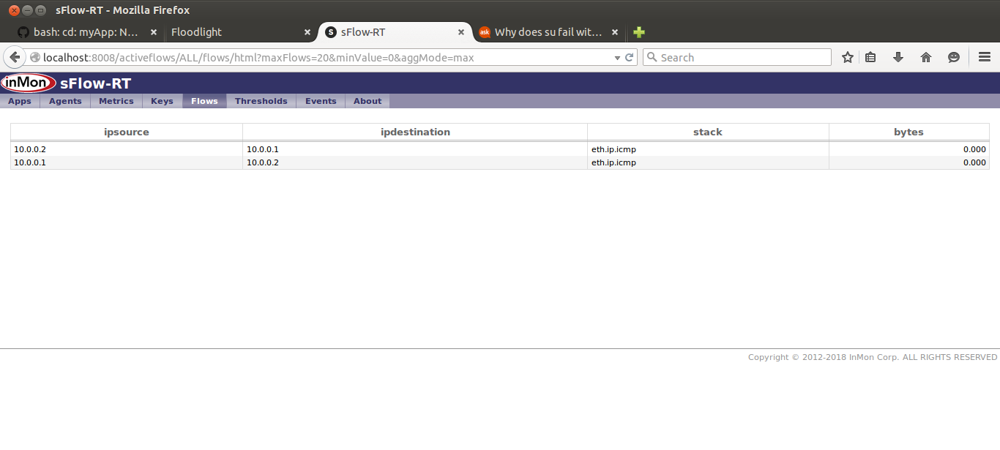 sFlow-RT - Mozilla Firefox
bash: cd: myApp: N... Floodlight sFlow-RT Why does su fail wit...
localhost:8008/activeflows/ALL/flows/html?maxFlows=20&minValue=0&aggMode=max Search
inMon sFlow-RT
Apps Agents Metrics Keys Flows Thresholds Events About
ipsource ipdestination stack bytes
10.0.0.2 10.0.0.1 eth.ip.icmp 0.000
10.0.0.1 10.0.0.2 eth.ip.icmp 0.000
Copyright © 2012-2018 InMon Corp. ALL RIGHTS RESERVED